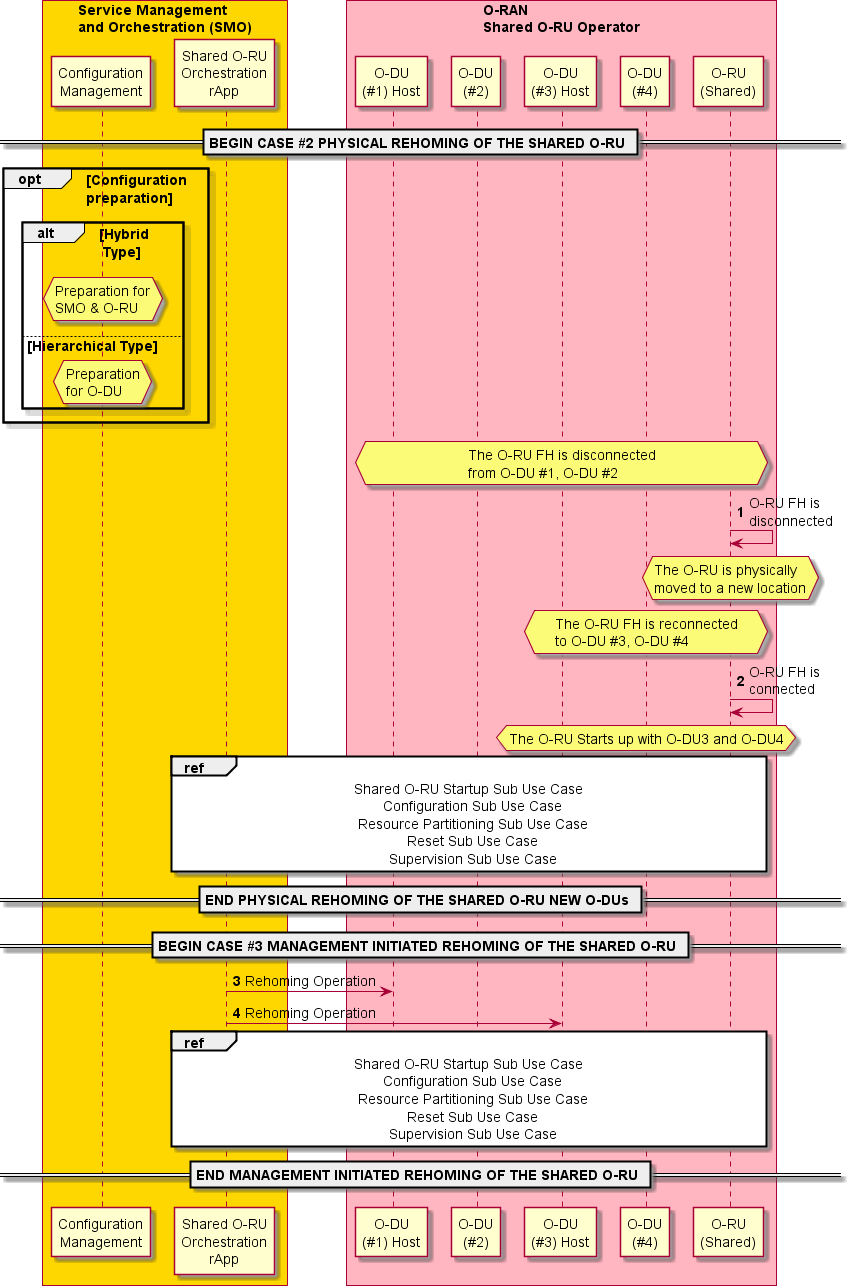 Service Management
and Orchestration (SMO)
O-RAN
Shared O-RU Operator
Configuration
Management
Shared O-RU
Orchestration
rApp
O-DU
(#1) Host
O-DU
(#2)
O-DU
(#3) Host
O-DU
(#4)
O-RU
(Shared)
BEGIN CASE #2 PHYSICAL REHOMING OF THE SHARED O-RU
opt
[Configuration
preparation]
alt
[Hybrid
Type]
Preparation for
SMO & O-RU
[Hierarchical Type]
Preparation
for O-DU
The O-RU FH is disconnected
from O-DU #1, O-DU #2
1 O-RU FH is
disconnected
The O-RU is physically
moved to a new location
The O-RU FH is reconnected
to O-DU #3, O-DU #4
2 O-RU FH is
connected
The O-RU Starts up with O-DU3 and O-DU4
ref
Shared O-RU Startup Sub Use Case
Configuration Sub Use Case
Resource Partitioning Sub Use Case
Reset Sub Use Case
Supervision Sub Use Case
END PHYSICAL REHOMING OF THE SHARED O-RU NEW O-DUs
BEGIN CASE #3 MANAGEMENT INITIATED REHOMING OF THE SHARED O-RU
3 Rehoming Operation
4 Rehoming Operation
ref
Shared O-RU Startup Sub Use Case
Configuration Sub Use Case
Resource Partitioning Sub Use Case
Reset Sub Use Case
Supervision Sub Use Case
END MANAGEMENT INITIATED REHOMING OF THE SHARED O-RU
Configuration
Management
Shared O-RU
Orchestration
rApp
O-DU
(#1) Host
O-DU
(#2)
O-DU
(#3) Host
O-DU
(#4)
O-RU
(Shared)